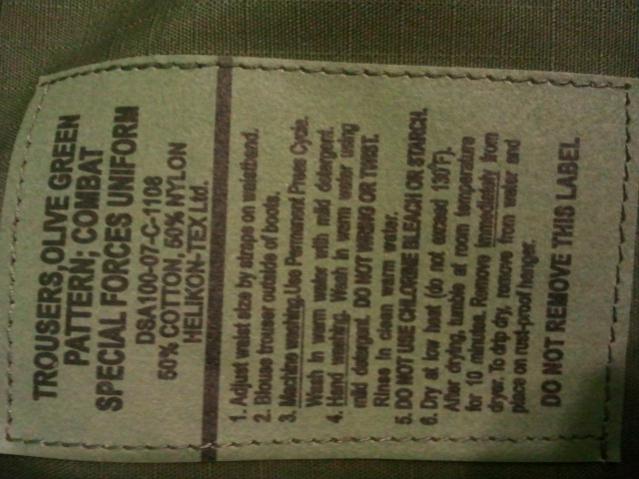 TROUSERS,OLIVE GREEN
PATTERN; COMBAT
SPECIAL FORCES UNIFORM
DSA100-07-C-1108
50% COTTON, 50% NYLON
HELIKON-TEX Ltd.
1. Adjust waist size by straps on waistband.
2. Blouse trouser outside of boots.
3. Machine washing.Use Permanent Press Cycle.
Wash in warm water with mild detergent.
4. Hand washing. Wash in warm water using
mild detergent. DO NOT WRING OR TWIST.
Rinse in clean warm water.
5. DO NOT USE CHLORINE BLEACH OR STARCH.
6. Dry at low heat (do not exceed 130°F).
After drying, tumble at room temperature
for 10 minutes. Remove immediately from
dryer. To drip dry, remove from water and
place on rust-proof hanger.
DO NOT REMOVE THIS LABEL